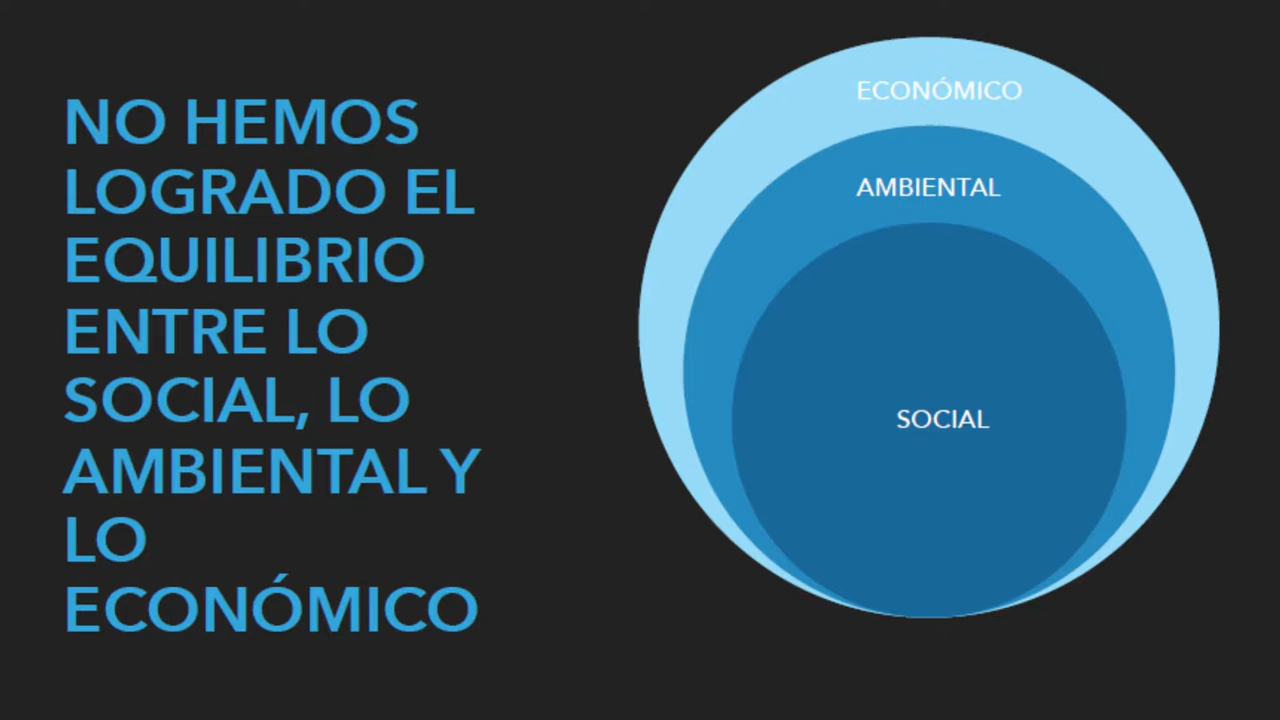 NO HEMOS
LOGRADO EL
EQUILIBRIO
ENTRE LO
SOCIAL, LO
AMBIENTAL Y
LO
ECONÓMICO
ECONÓMICO
AMBIENTAL
SOCIAL